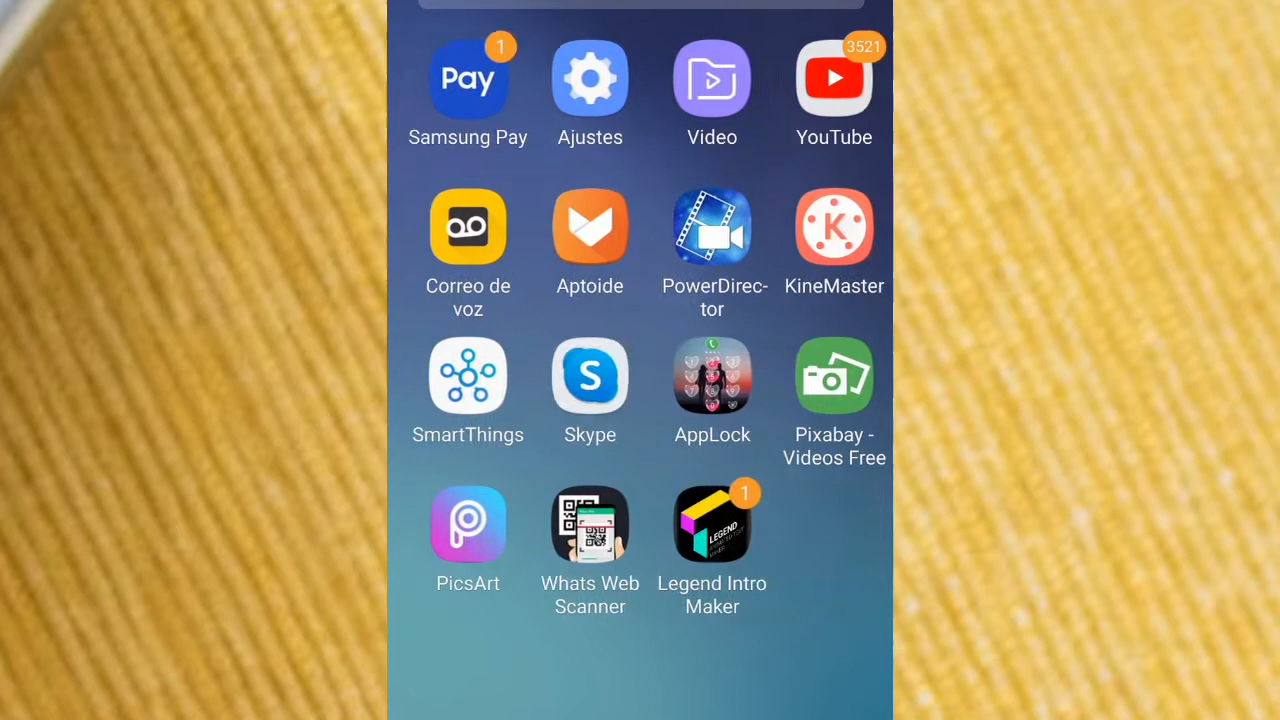 1
3521
Pay
Samsung Pay
Ajustes
Video
YouTube
K
Correo de
voz
Aptoide
PowerDirec-
tor
KineMaster
S
SmartThings
Skype
AppLock
Pixabay -
Videos Free
1
LEGEND
PicsArt
Whats Web
Scanner
Legend Intro
Maker